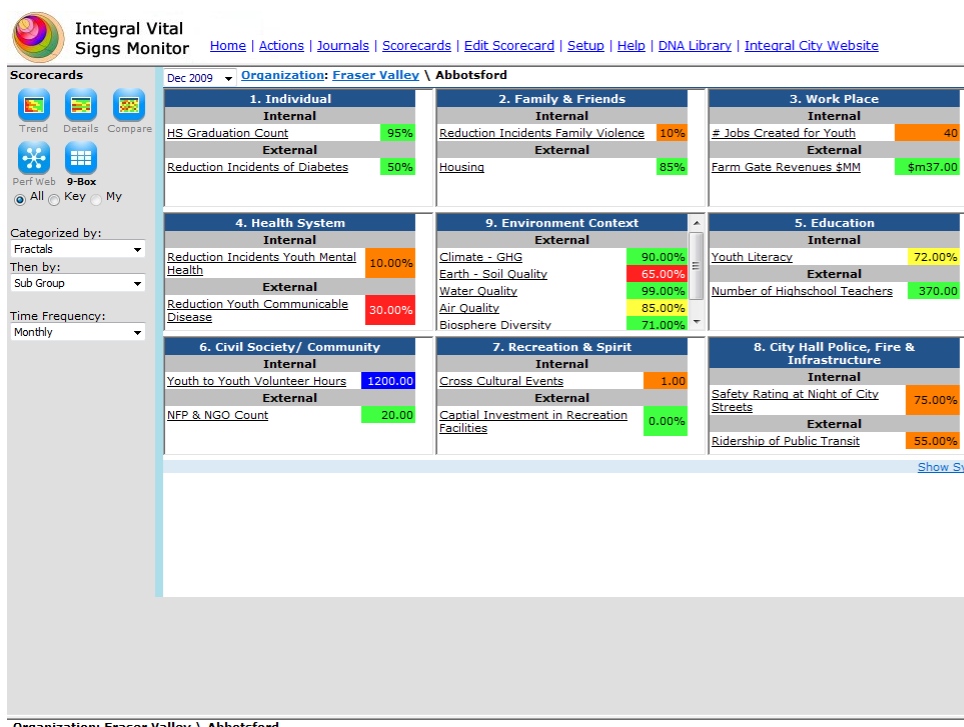 Integral Vital
Signs Monitor
Home | Actions | Journals | Scorecards | Edit Scorecard | Setup | Help | DNA Library | Integral City Website
Scorecards
Trend Details Compare
Perf Web 9-Box
All Key My
Categorized by:
Fractals
Then by:
Sub Group
Time Frequency:
Monthly
Dec 2009 Organization: Fraser Valley \ Abbotsford
1. Individual
Internal
HS Graduation Count 95%
External
Reduction Incidents of Diabetes 50%
2. Family & Friends
Internal
Reduction Incidents Family Violence 10%
External
Housing 85%
3. Work Place
Internal
# Jobs Created for Youth 40
External
Farm Gate Revenues $MM $m37.00
4. Health System
Internal
Reduction Incidents Youth Mental
Health 10.00%
External
Reduction Youth Communicable
Disease 30.00%
9. Environment Context
External
Climate - GHG 90.00%
Earth - Soil Quality 65.00%
Water Quality 99.00%
Air Quality 85.00%
Biosphere Diversity 71.00%
5. Education
Internal
Youth Literacy 72.00%
External
Number of Highschool Teachers 370.00
6. Civil Society/ Community
Internal
Youth to Youth Volunteer Hours 1200.00
External
NFP & NGO Count 20.00
7. Recreation & Spirit
Internal
Cross Cultural Events 1.00
External
Captial Investment in Recreation
Facilities 0.00%
8. City Hall Police, Fire &
Infrastructure
Internal
Safety Rating at Night of City
Streets 75.00%
External
Ridership of Public Transit 55.00%
Show Sy
Organization: Fraser Valley \ Abbotsford